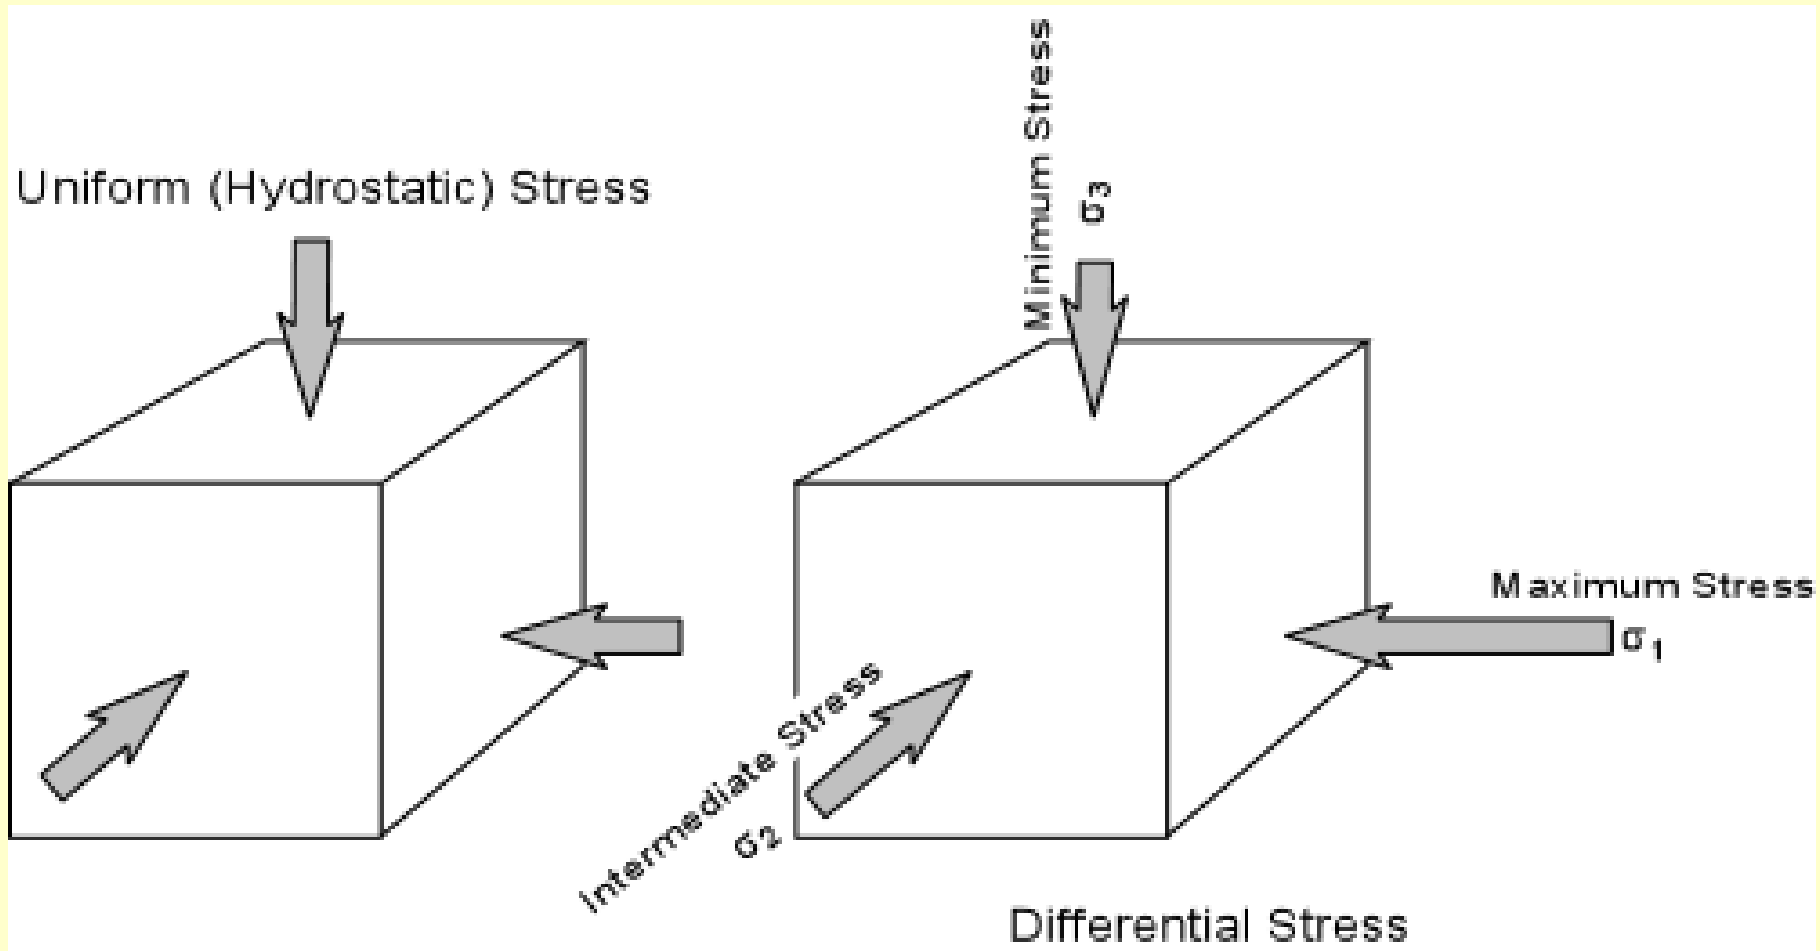 Uniform (Hydrostatic) Stress
Minimum Stress
σ3
Maximum Stress
σ1
Intermediate Stress
σ2
Differential Stress